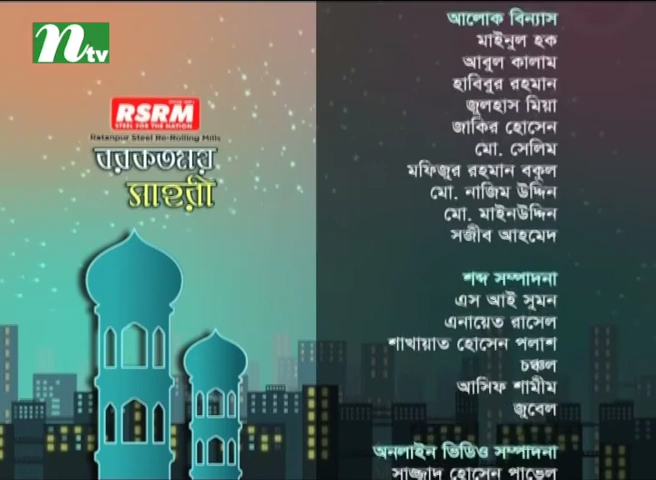 ntv
RSRM
STEEL FOR THE NATION
Ratanpur Steel Re-Rolling Mills
বরকতময়
সাহরী
আলোক বিন্যাস
মাইনুল হক
আবুল কালাম
হাবিবুর রহমান
জুলহাস মিয়া
জাকির হোসেন
মো. সেলিম
মফিজুর রহমান বকুল
মো. নাজিম উদ্দিন
মো. মাইনউদ্দিন
সজীব আহমেদ
শব্দ সম্পাদনা
এস আই সুমন
এনায়েত রাসেল
শাখায়াত হোসেন পলাশ
চঞ্চল
আসিফ শামীম
জুবেল
অনলাইন ভিডিও সম্পাদনা
সাজ্জাদ হোসেন পাভেল